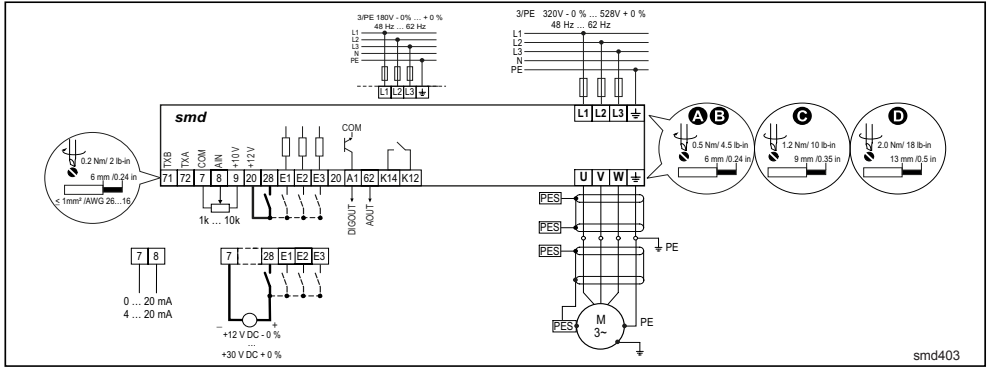 3/PE 180V - 0% ... + 0 %
48 Hz ... 62 Hz
L1
L2
L3
N
PE
L1 L2 L3
3/PE 320V - 0 % ... 528V + 0 %
48 Hz ... 62 Hz
L1
L2
L3
N
PE
smd
L1 L2 L3
A B
0.5 Nm/ 4.5 lb-in
6 mm /0.24 in
C
1.2 Nm/ 10 lb-in
9 mm /0.35 in
D
2.0 Nm/ 18 lb-in
13 mm /0.5 in
0.2 Nm/ 2 lb-in
6 mm /0.24 in
≤ 1mm² /AWG 26...16
TXB TXA COM AIN +10 V +12 V COM
71 72 7 8 9 20 28 E1 E2 E3 20 A1 62 K14 K12
1k ... 10k
DIGOUT
AOUT
U V W
PES
PES
PES
PE
PES
M
3~
PE
7 8
0 ... 20 mA
4 ... 20 mA
7 28 E1 E2 E3
– +
+12 V DC - 0 %
...
+30 V DC + 0 %
smd403